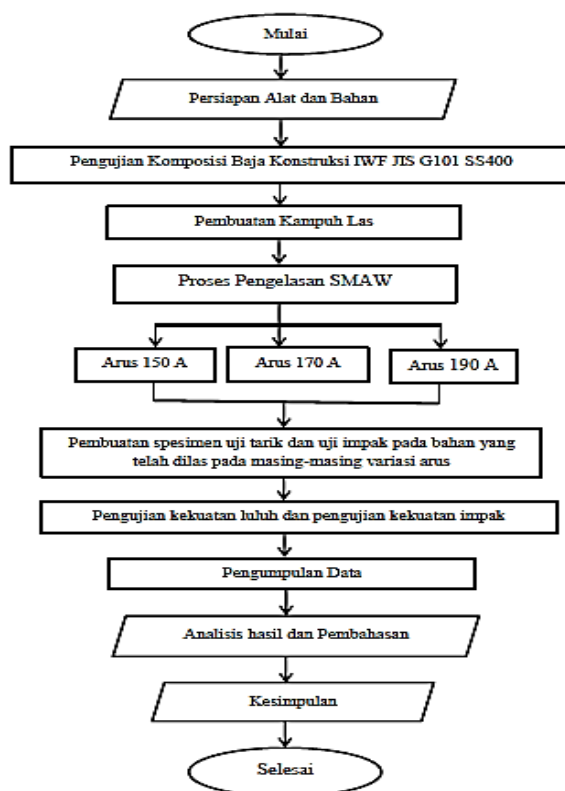 Mulai
Persiapan Alat dan Bahan
Pengujian Komposisi Baja Konstruksi IWF JIS G101 SS400
Pembuatan Kampuh Las
Proses Pengelasan SMAW
Arus 150 A
Arus 170 A
Arus 190 A
Pembuatan spesimen uji tarik dan uji impak pada bahan yang
telah dilas pada masing-masing variasi arus
Pengujian kekuatan luluh dan pengujian kekuatan impak
Pengumpulan Data
Analisis hasil dan Pembahasan
Kesimpulan
Selesai